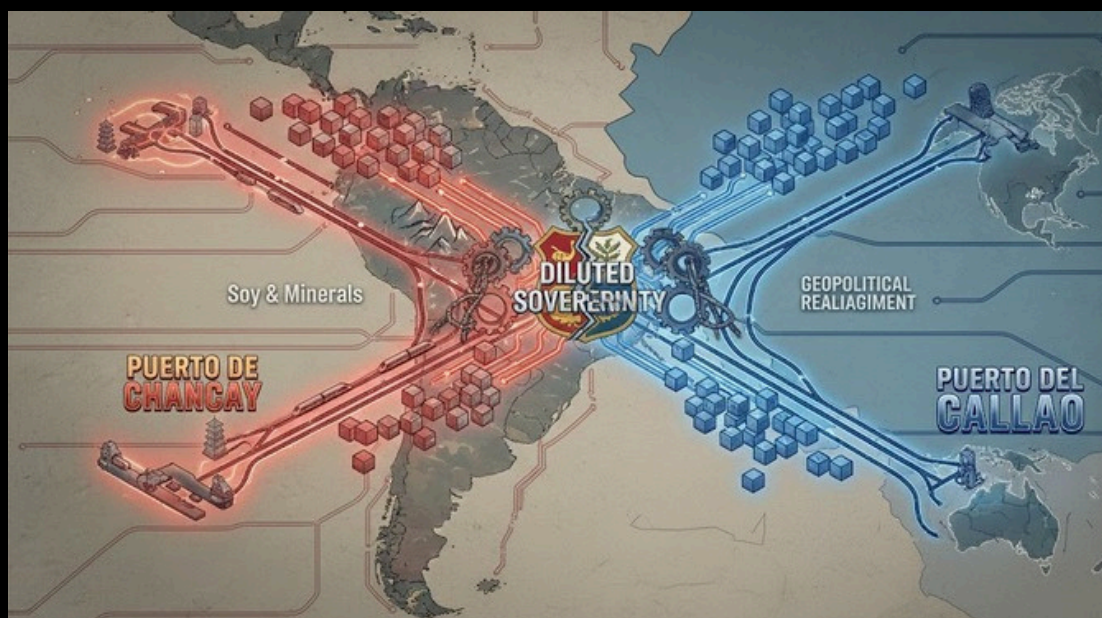 DILUTED
SOVERERINTY
Soy & Minerals
GEOPOLITICAL
REALIAGIMENT
PUERTO DE
CHANCAY
PUERTO DEL
CALLAO